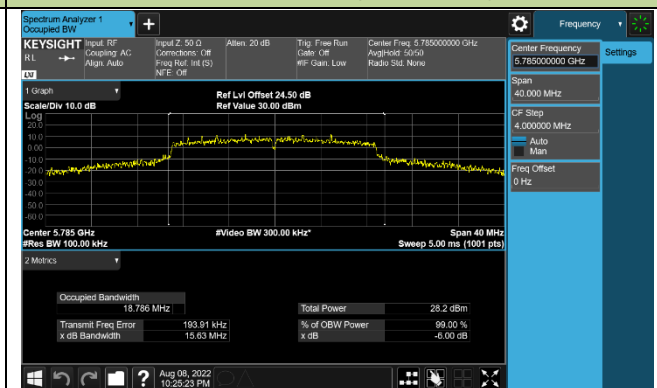 Spectrum Analyzer 1
Occupied BW
+
Frequency
KEYSIGHT Input: RF Input Z: 50 Ω Atten: 20 dB Trig: Free Run Center Freq: 5.785000000 GHz
RL Coupling: AC Corrections: Off Gate: Off Avg|Hold: 50/50
Align: Auto Freq Ref: Int (S) #IF Gain: Low Radio Std: None
LXI NFE: Off
Center Frequency
5.785000000 GHz
Settings
Span
40.000 MHz
CF Step
4.000000 MHz
Auto
Man
Freq Offset
0 Hz
1 Graph
Ref Lvl Offset 24.50 dB
Scale/Div 10.0 dB Ref Value 30.00 dBm
Log
20.0
10.0
0.00
-10.0
-20.0
-30.0
-40.0
-50.0
-60.0
Center 5.785 GHz #Video BW 300.00 kHz* Span 40 MHz
#Res BW 100.00 kHz Sweep 5.00 ms (1001 pts)
2 Metrics
Occupied Bandwidth
18.786 MHz Total Power 28.2 dBm
Transmit Freq Error 193.91 kHz % of OBW Power 99.00 %
x dB Bandwidth 15.63 MHz x dB -6.00 dB
? Aug 08, 2022
10:25:23 PM